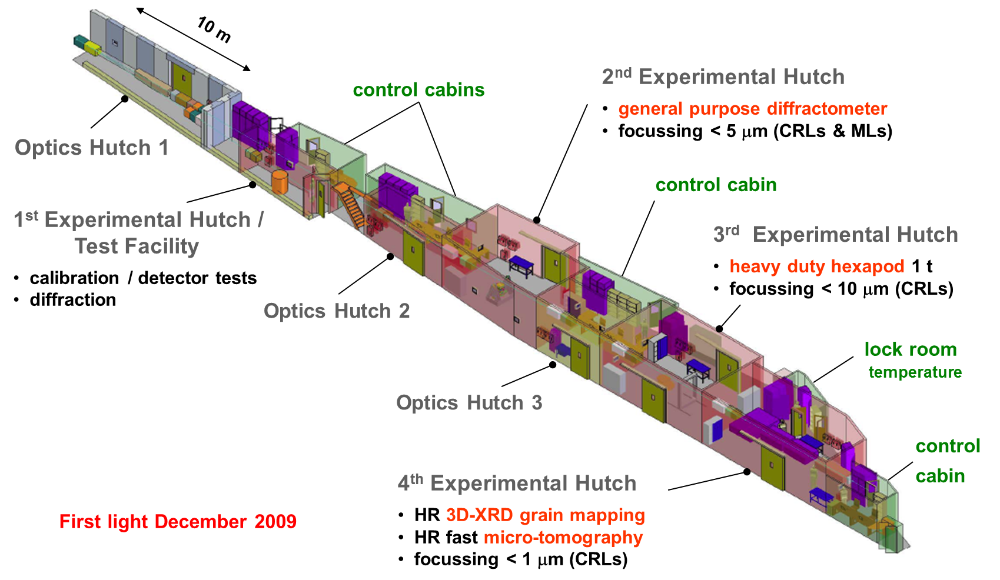 10 m
control cabins
Optics Hutch 1
1st Experimental Hutch /
Test Facility
• calibration / detector tests
• diffraction
2nd Experimental Hutch
• general purpose diffractometer
• focussing < 5 μm (CRLs & MLs)
control cabin
3rd Experimental Hutch
• heavy duty hexapod 1 t
• focussing < 10 μm (CRLs)
Optics Hutch 2
lock room
temperature
Optics Hutch 3
control
cabin
4th Experimental Hutch
• HR 3D-XRD grain mapping
• HR fast micro-tomography
• focussing < 1 μm (CRLs)
First light December 2009